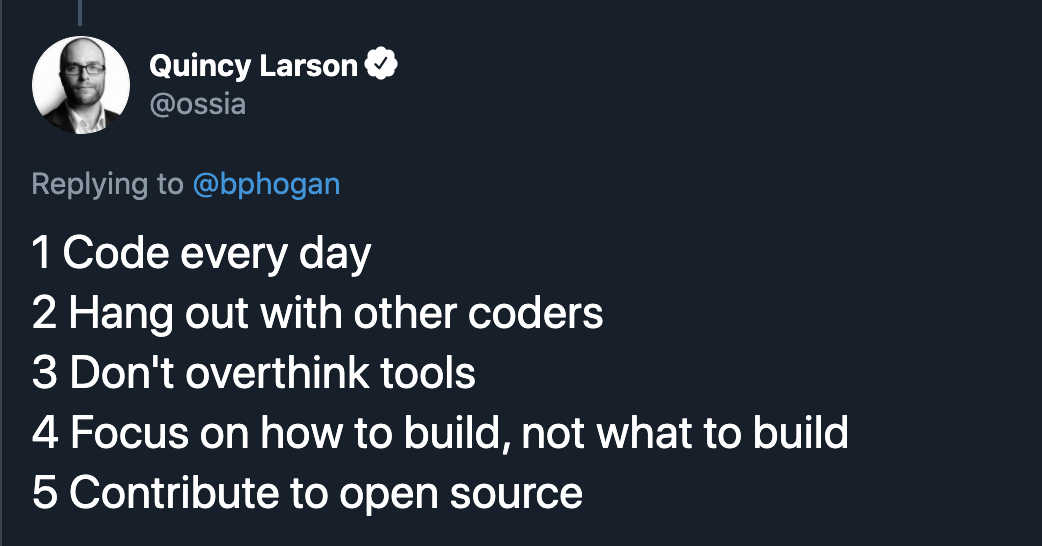 Quincy Larson
@ossia
Replying to @bphogan
1 Code every day
2 Hang out with other coders
3 Don't overthink tools
4 Focus on how to build, not what to build
5 Contribute to open source